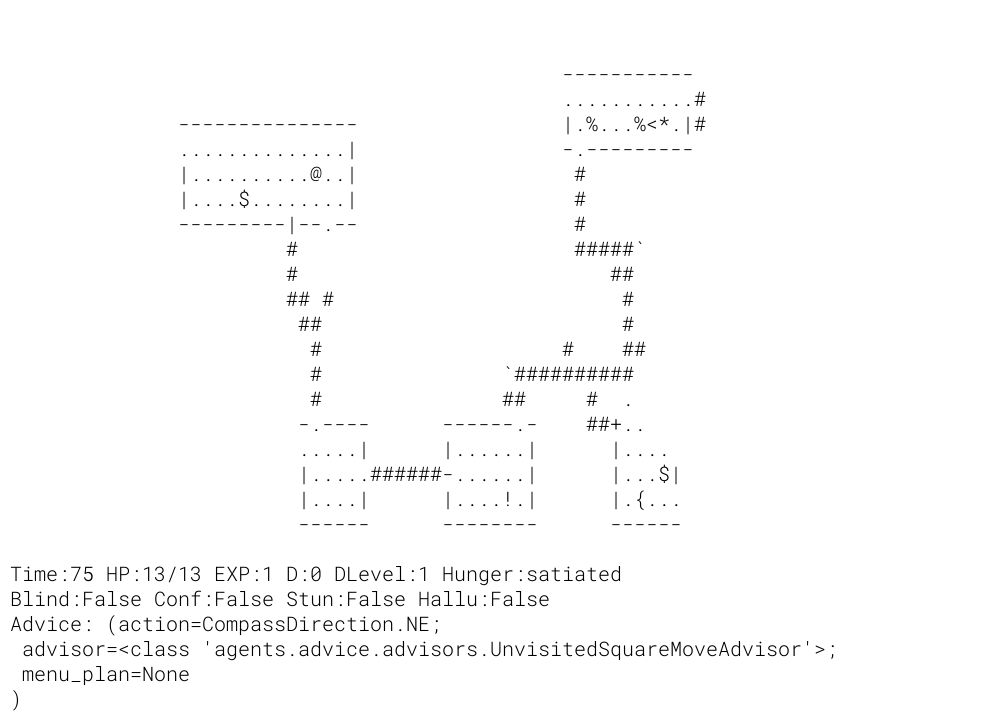 -----------
                                              ...........#
              ---------------                 |.%...%<*.|#
              ..............|                 -.---------
              |..........@..|                  #
              |....$........|                  #
              ---------|--.--                  #
                       #                       #####`
                       #                          ##
                       ## #                        #
                        ##                         #
                         #                    #    ##
                         #               `##########
                         #               ##     #  .
                        -.----      ------.-    ##+..
                        .....|      |......|      |....
                        |.....######-......|      |...$|
                        |....|      |....!.|      |.{...
                        ------      --------      ------
Time:75 HP:13/13 EXP:1 D:0 DLevel:1 Hunger:satiated
Blind:False Conf:False Stun:False Hallu:False
Advice: (action=CompassDirection.NE;
 advisor=<class 'agents.advice.advisors.UnvisitedSquareMoveAdvisor'>;
 menu_plan=None
)